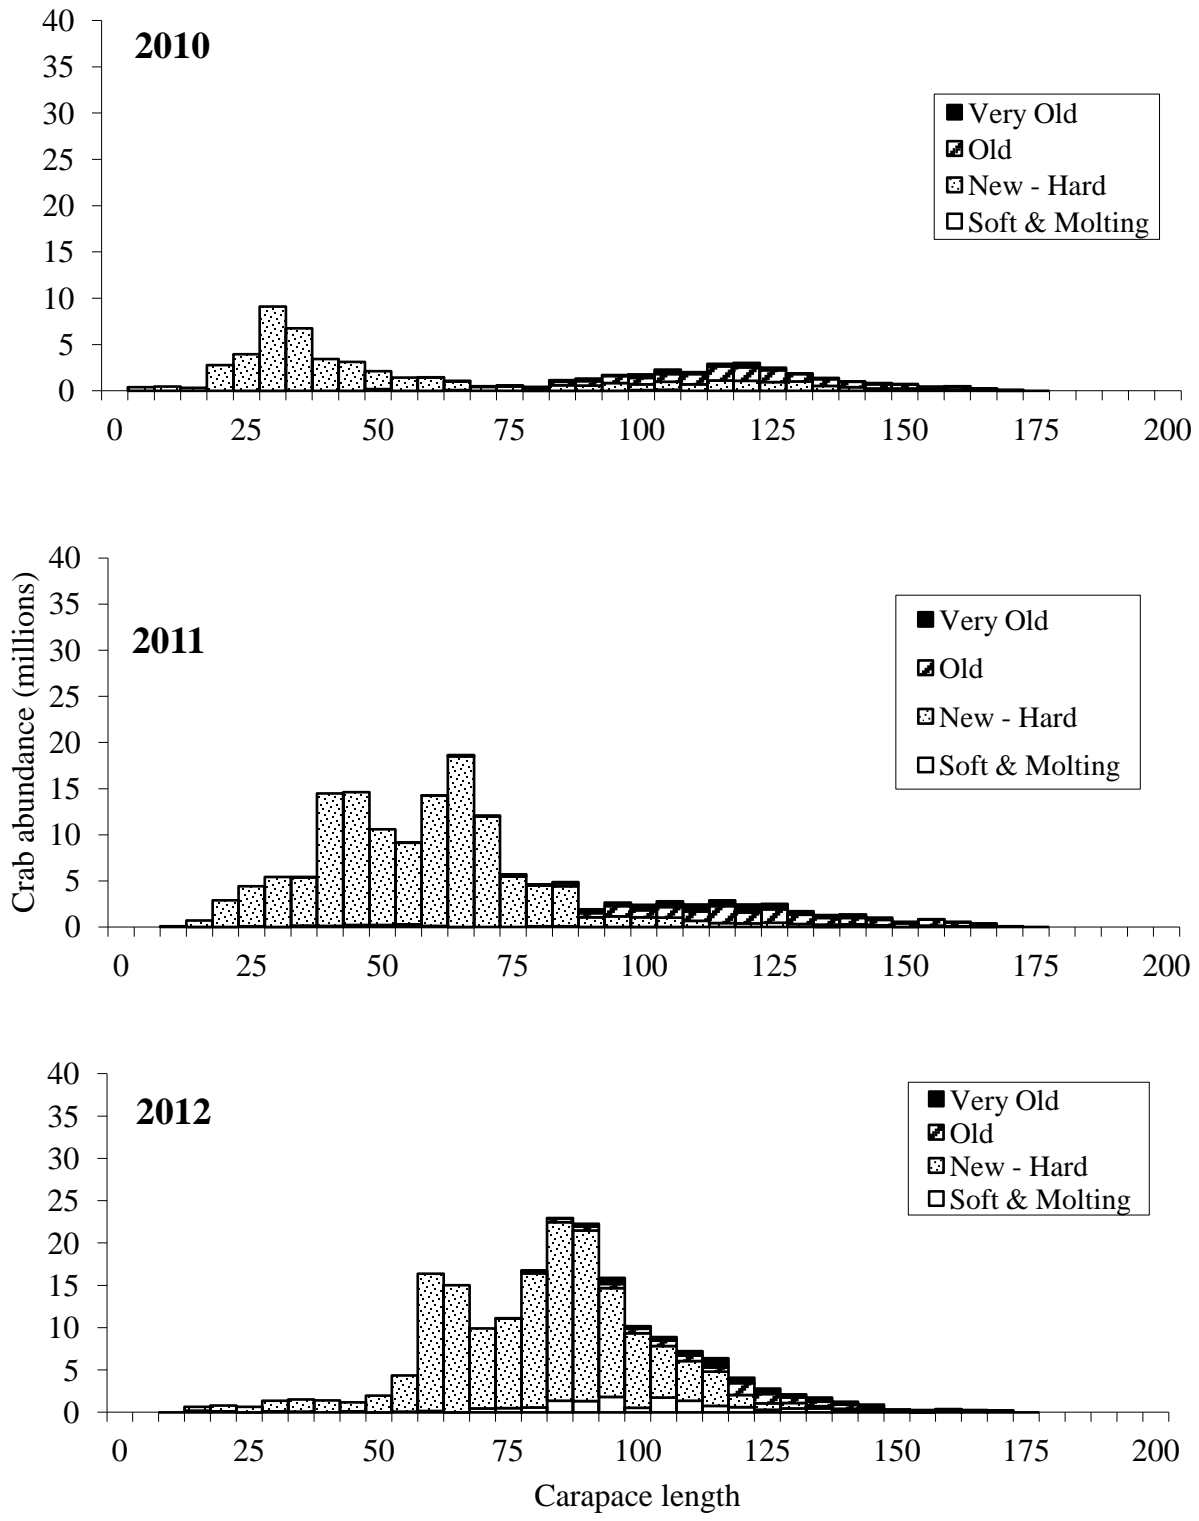 40
2010
35
30
25
20
15
10
5
0
Very Old
Old
New - Hard
Soft & Molting
0 25 50 75 100 125 150 175 200
Crab abundance (millions)
40
35
2011
30
25
20
15
10
5
0
Very Old
Old
New - Hard
Soft & Molting
0 25 50 75 100 125 150 175 200
40
2012
35
30
25
20
15
10
5
0
Very Old
Old
New - Hard
Soft & Molting
0 25 50 75 100 125 150 175 200
Carapace length